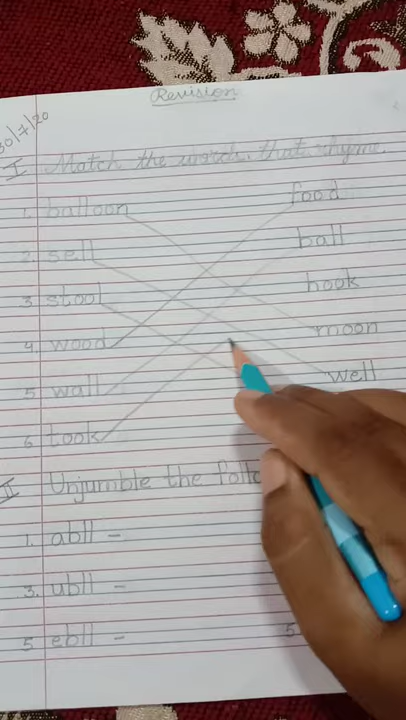 Revision
30/7/20
I Match the words that rhyme.
1. balloon food
2. sell ball
3. stool hook
4. wood moon
5. wall well
6. took
II Unjumble the follo
1. abll -
3. ubll -
5. ebll - 5.